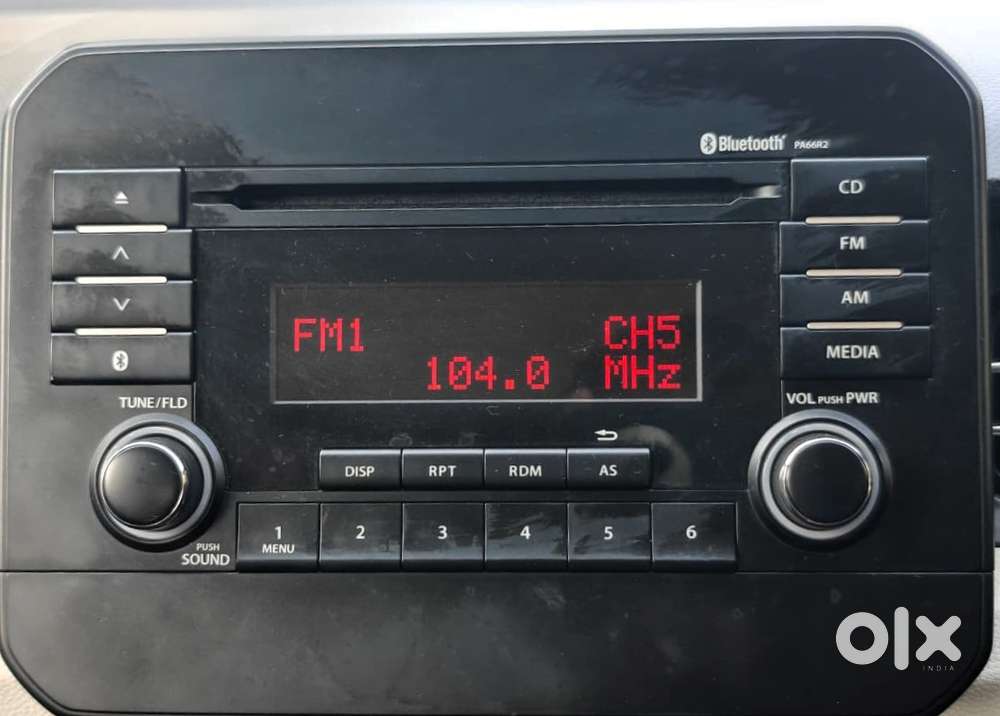 Bluetooth® PA66R2
CD
FM
AM
MEDIA
FM1 CH5
104.0 MHz
TUNE/FLD
VOL PUSH PWR
DISP RPT RDM AS
1 2 3 4 5 6
MENU
PUSH
SOUND
olx
INDIA